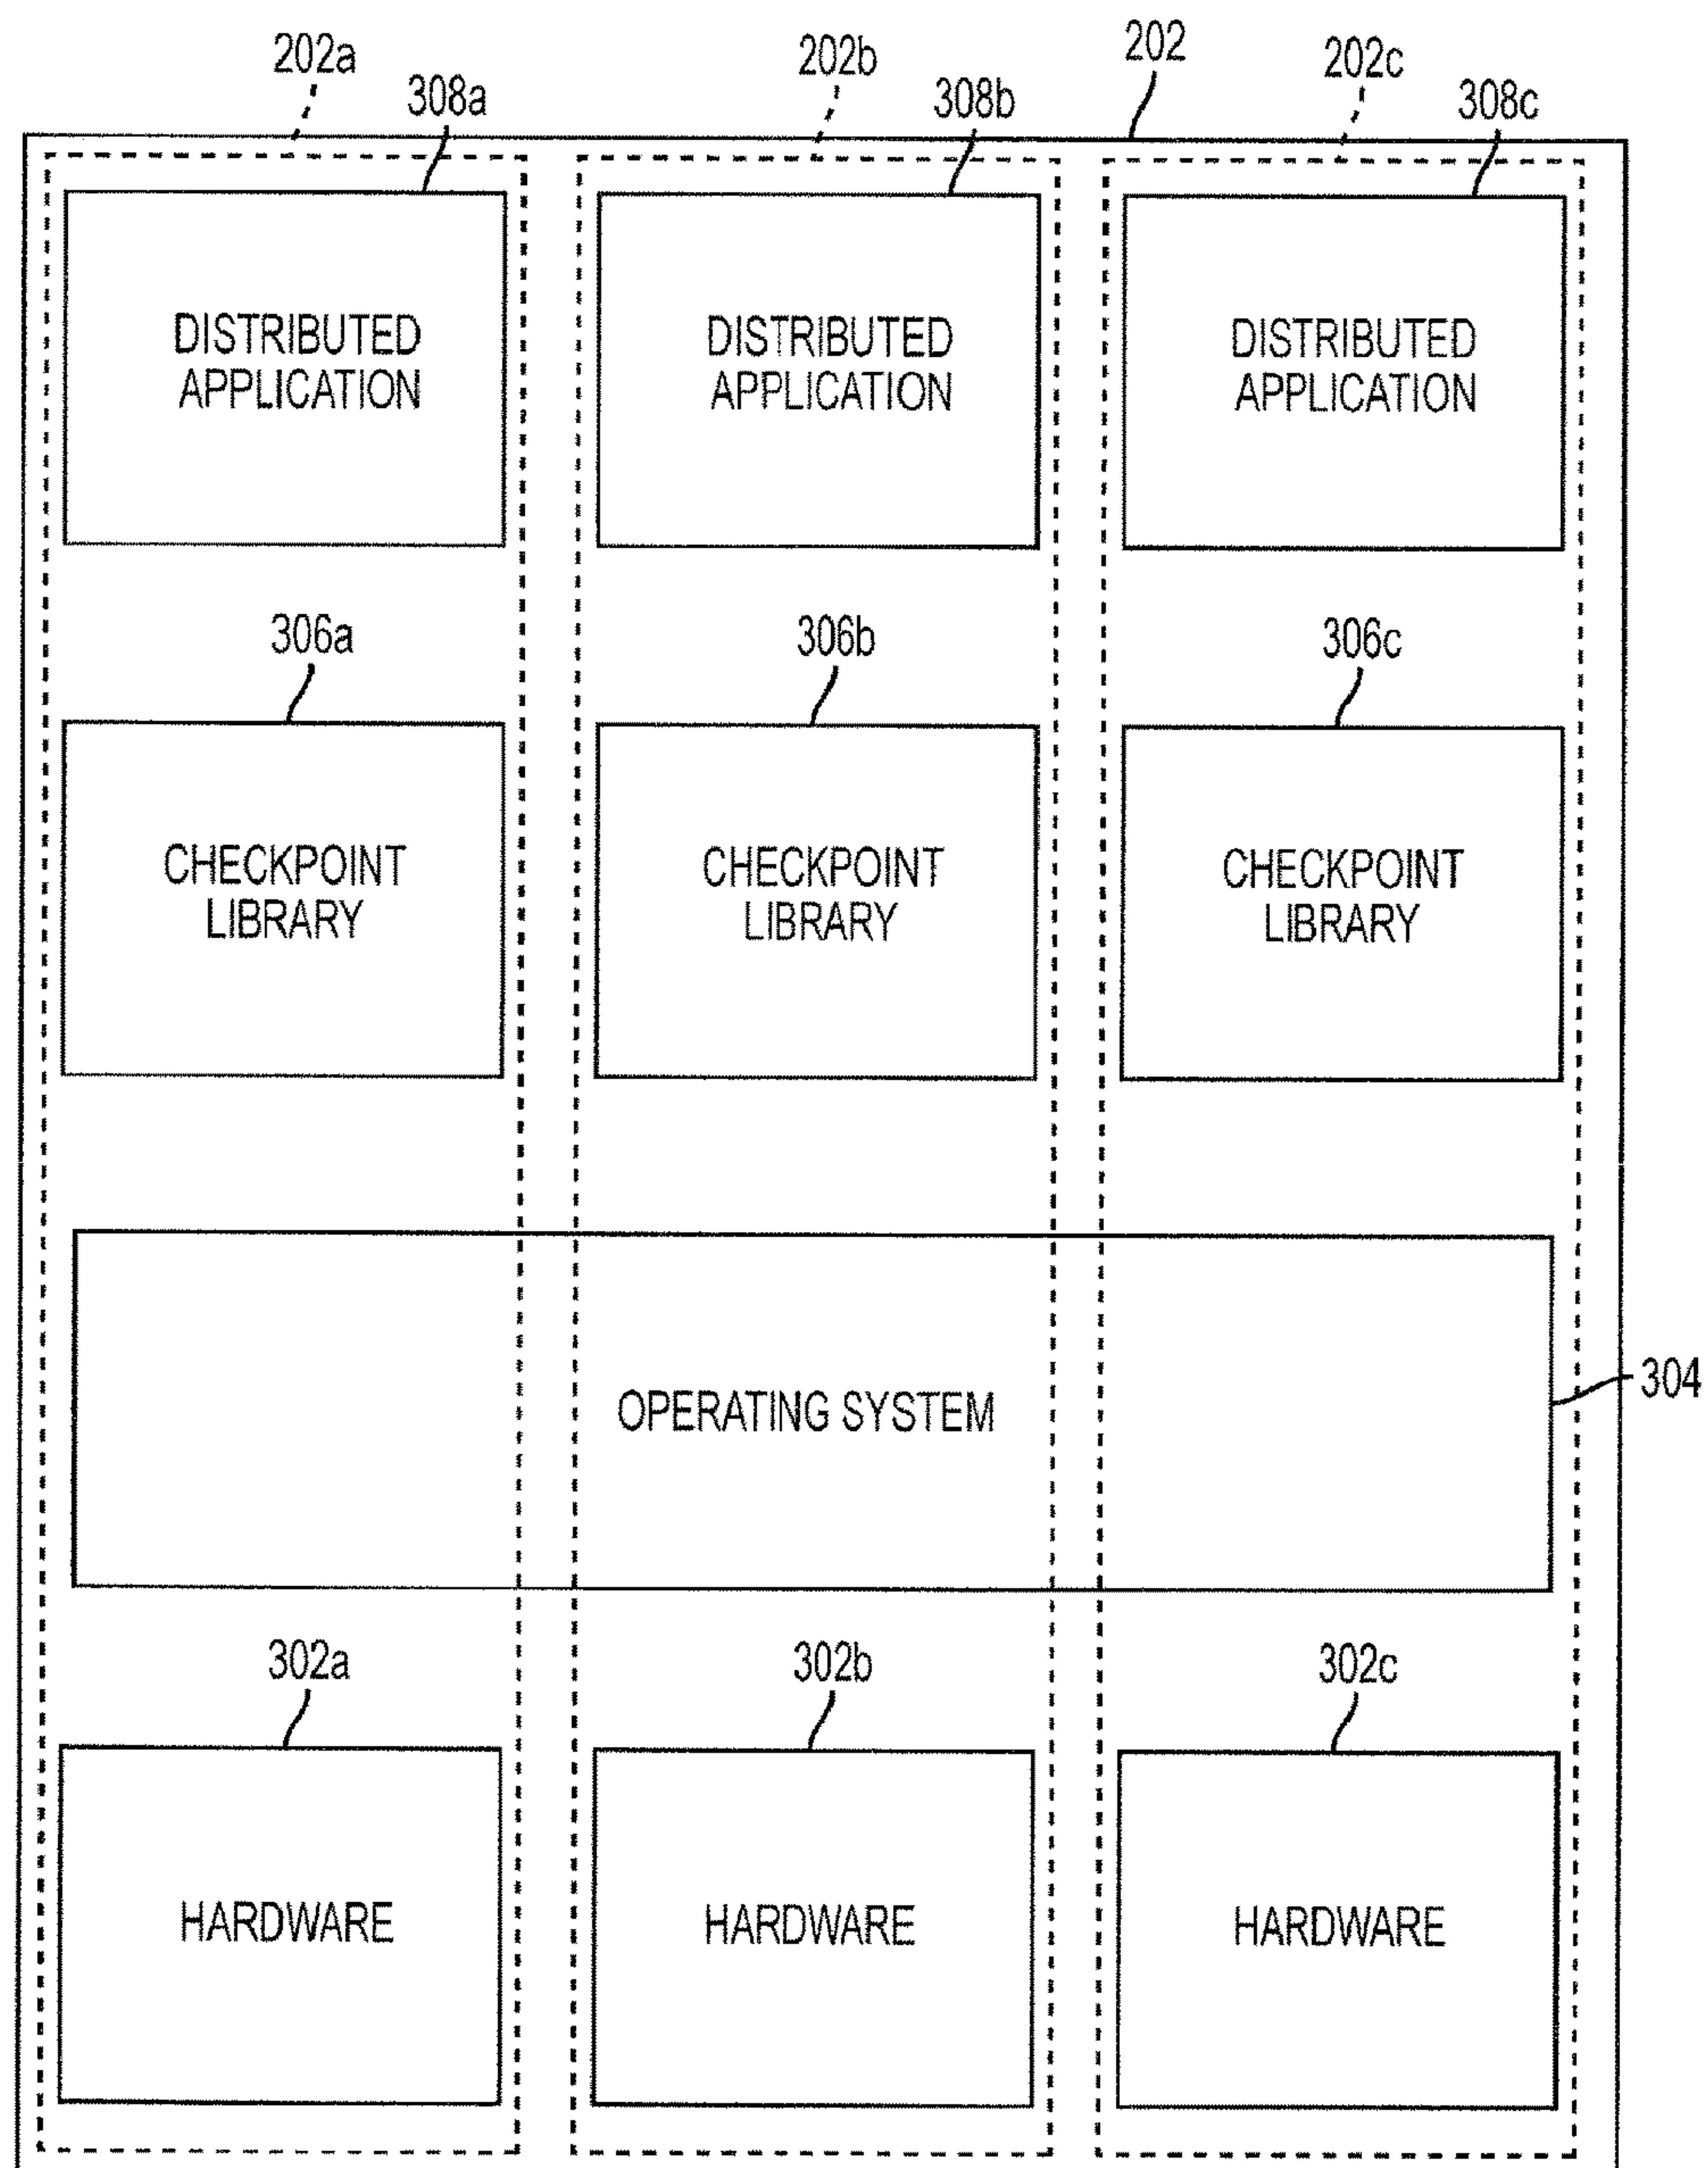 202a
202b
202
202c
308a
308b
308c
DISTRIBUTED
APPLICATION
DISTRIBUTED
APPLICATION
DISTRIBUTED
APPLICATION
306a
306b
306c
CHECKPOINT
LIBRARY
CHECKPOINT
LIBRARY
CHECKPOINT
LIBRARY
OPERATING SYSTEM
304
302a
302b
302c
HARDWARE
HARDWARE
HARDWARE